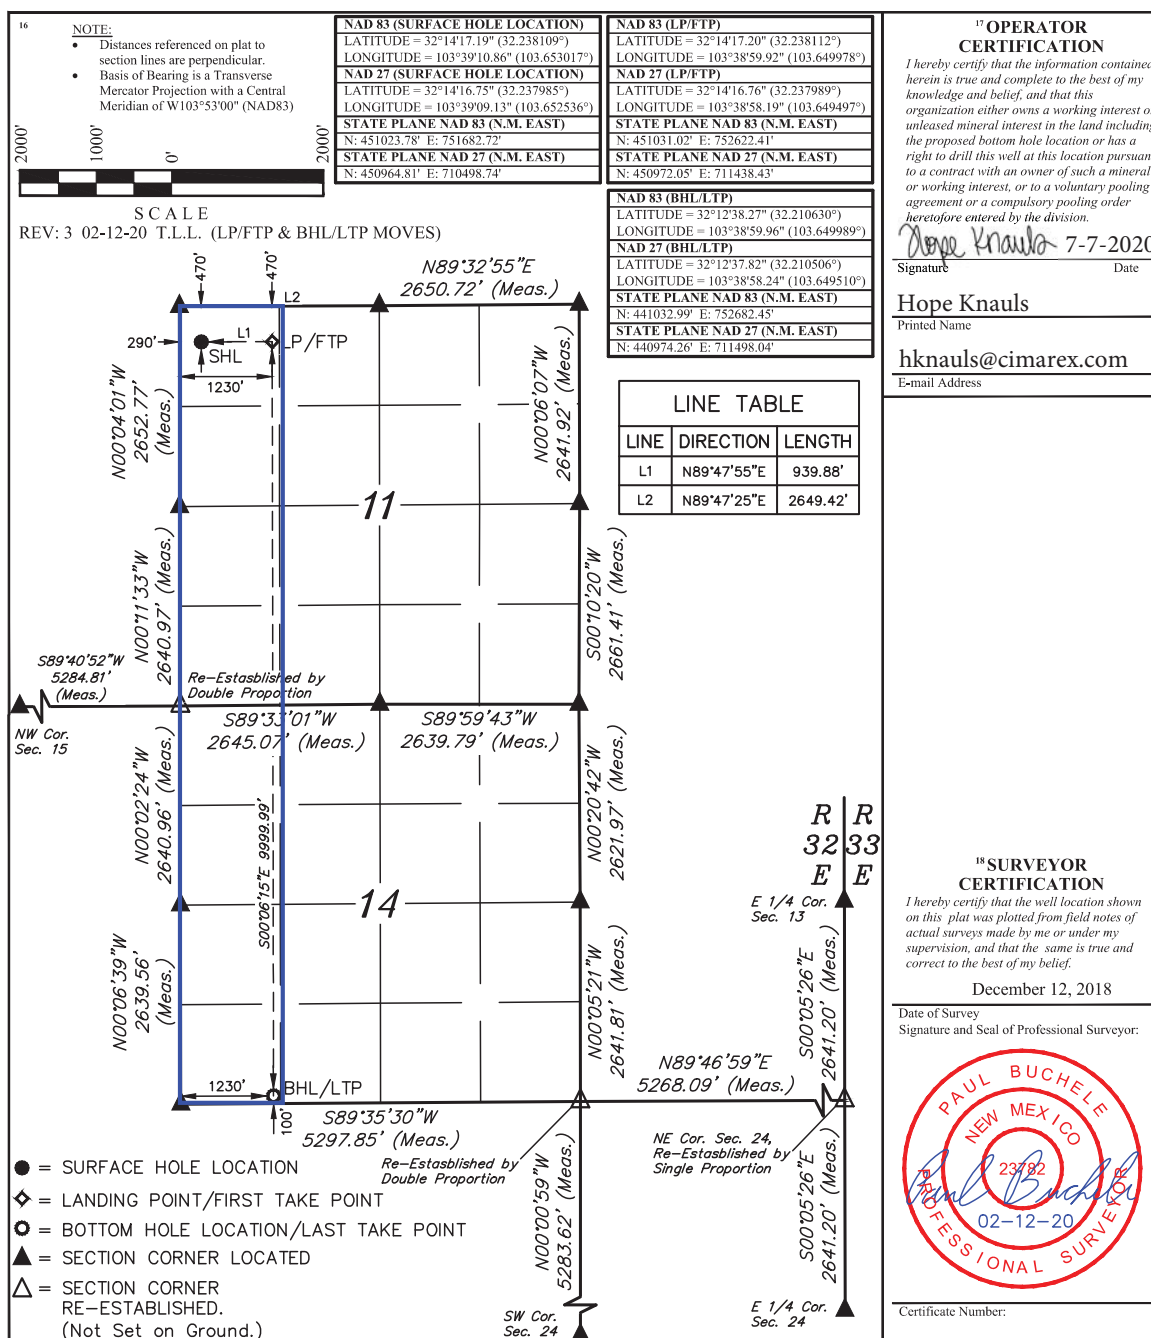 16
NOTE:
• Distances referenced on plat to
section lines are perpendicular.
• Basis of Bearing is a Transverse
Mercator Projection with a Central
Meridian of W103°53'00" (NAD83)
2000'
1000'
0'
2000'
SCALE
REV: 3 02-12-20 T.L.L. (LP/FTP & BHL/LTP MOVES)
NAD 83 (SURFACE HOLE LOCATION)
LATITUDE = 32°14'17.19" (32.238109°)
LONGITUDE = 103°39'10.86" (103.653017°)
NAD 27 (SURFACE HOLE LOCATION)
LATITUDE = 32°14'16.75" (32.237985°)
LONGITUDE = 103°39'09.13" (103.652536°)
STATE PLANE NAD 83 (N.M. EAST)
N: 451023.78' E: 751682.72'
STATE PLANE NAD 27 (N.M. EAST)
N: 450964.81' E: 710498.74'
NAD 83 (LP/FTP)
LATITUDE = 32°14'17.20" (32.238112°)
LONGITUDE = 103°38'59.92" (103.649978°)
NAD 27 (LP/FTP)
LATITUDE = 32°14'16.76" (32.237989°)
LONGITUDE = 103°38'58.19" (103.649497°)
STATE PLANE NAD 83 (N.M. EAST)
N: 451031.02' E: 752622.41'
STATE PLANE NAD 27 (N.M. EAST)
N: 450972.05' E: 711438.43'
NAD 83 (BHL/LTP)
LATITUDE = 32°12'38.27" (32.210630°)
LONGITUDE = 103°38'59.96" (103.649989°)
NAD 27 (BHL/LTP)
LATITUDE = 32°12'37.82" (32.210506°)
LONGITUDE = 103°38'58.24" (103.649510°)
STATE PLANE NAD 83 (N.M. EAST)
N: 441032.99' E: 752682.45'
STATE PLANE NAD 27 (N.M. EAST)
N: 440974.26' E: 711498.04'
LINE TABLE
LINE DIRECTION LENGTH
L1 N89°47'55"E 939.88'
L2 N89°47'25"E 2649.42'
470'
470'
L2
N89°32'55"E
2650.72' (Meas.)
290'
L1
LP/FTP
SHL
1230'
N00°04'01"W
2652.77'
(Meas.)
N00°06'07"W
2641.92' (Meas.)
11
N00°11'33"W
2640.97' (Meas.)
S00°10'20"W
2661.41' (Meas.)
S89°40'52"W
5284.81'
(Meas.)
NW Cor.
Sec. 15
Re-Estasblished by
Double Proportion
S89°33'01"W
2645.07' (Meas.)
S89°59'43"W
2639.79' (Meas.)
N00°02'24"W
2640.96' (Meas.)
N00°20'42"W
2621.97' (Meas.)
S00°06'15"E 9999.99'
14
N00°06'39"W
2639.56'
(Meas.)
N00°05'21"W
2641.81' (Meas.)
1230'
BHL/LTP
100'
S89°35'30"W
5297.85' (Meas.)
N89°46'59"E
5268.09' (Meas.)
R R
32 33
E E
E 1/4 Cor.
Sec. 13
S00°05'26"E
2641.20' (Meas.)
NE Cor. Sec. 24,
Re-Established by
Single Proportion
Re-Estasblished by
Double Proportion
N00°00'59"W
5283.62' (Meas.)
S00°05'26"E
2641.20' (Meas.)
SW Cor.
Sec. 24
E 1/4 Cor.
Sec. 24
= SURFACE HOLE LOCATION
= LANDING POINT/FIRST TAKE POINT
= BOTTOM HOLE LOCATION/LAST TAKE POINT
= SECTION CORNER LOCATED
= SECTION CORNER
RE-ESTABLISHED.
(Not Set on Ground.)
17 OPERATOR
CERTIFICATION
I hereby certify that the information contained
herein is true and complete to the best of my
knowledge and belief, and that this
organization either owns a working interest or
unleased mineral interest in the land including
the proposed bottom hole location or has a
right to drill this well at this location pursuant
to a contract with an owner of such a mineral
or working interest, or to a voluntary pooling
agreement or a compulsory pooling order
heretofore entered by the division.
Hope Knauls 7-7-2020
Signature Date
Hope Knauls
Printed Name
hknauls@cimarex.com
E-mail Address
18 SURVEYOR
CERTIFICATION
I hereby certify that the well location shown
on this plat was plotted from field notes of
actual surveys made by me or under my
supervision, and that the same is true and
correct to the best of my belief.
December 12, 2018
Date of Survey
Signature and Seal of Professional Surveyor:
PAUL BUCHELE
NEW MEXICO
23782
Paul Buchele
02-12-20
PROFESSIONAL SURVEYOR
Certificate Number: